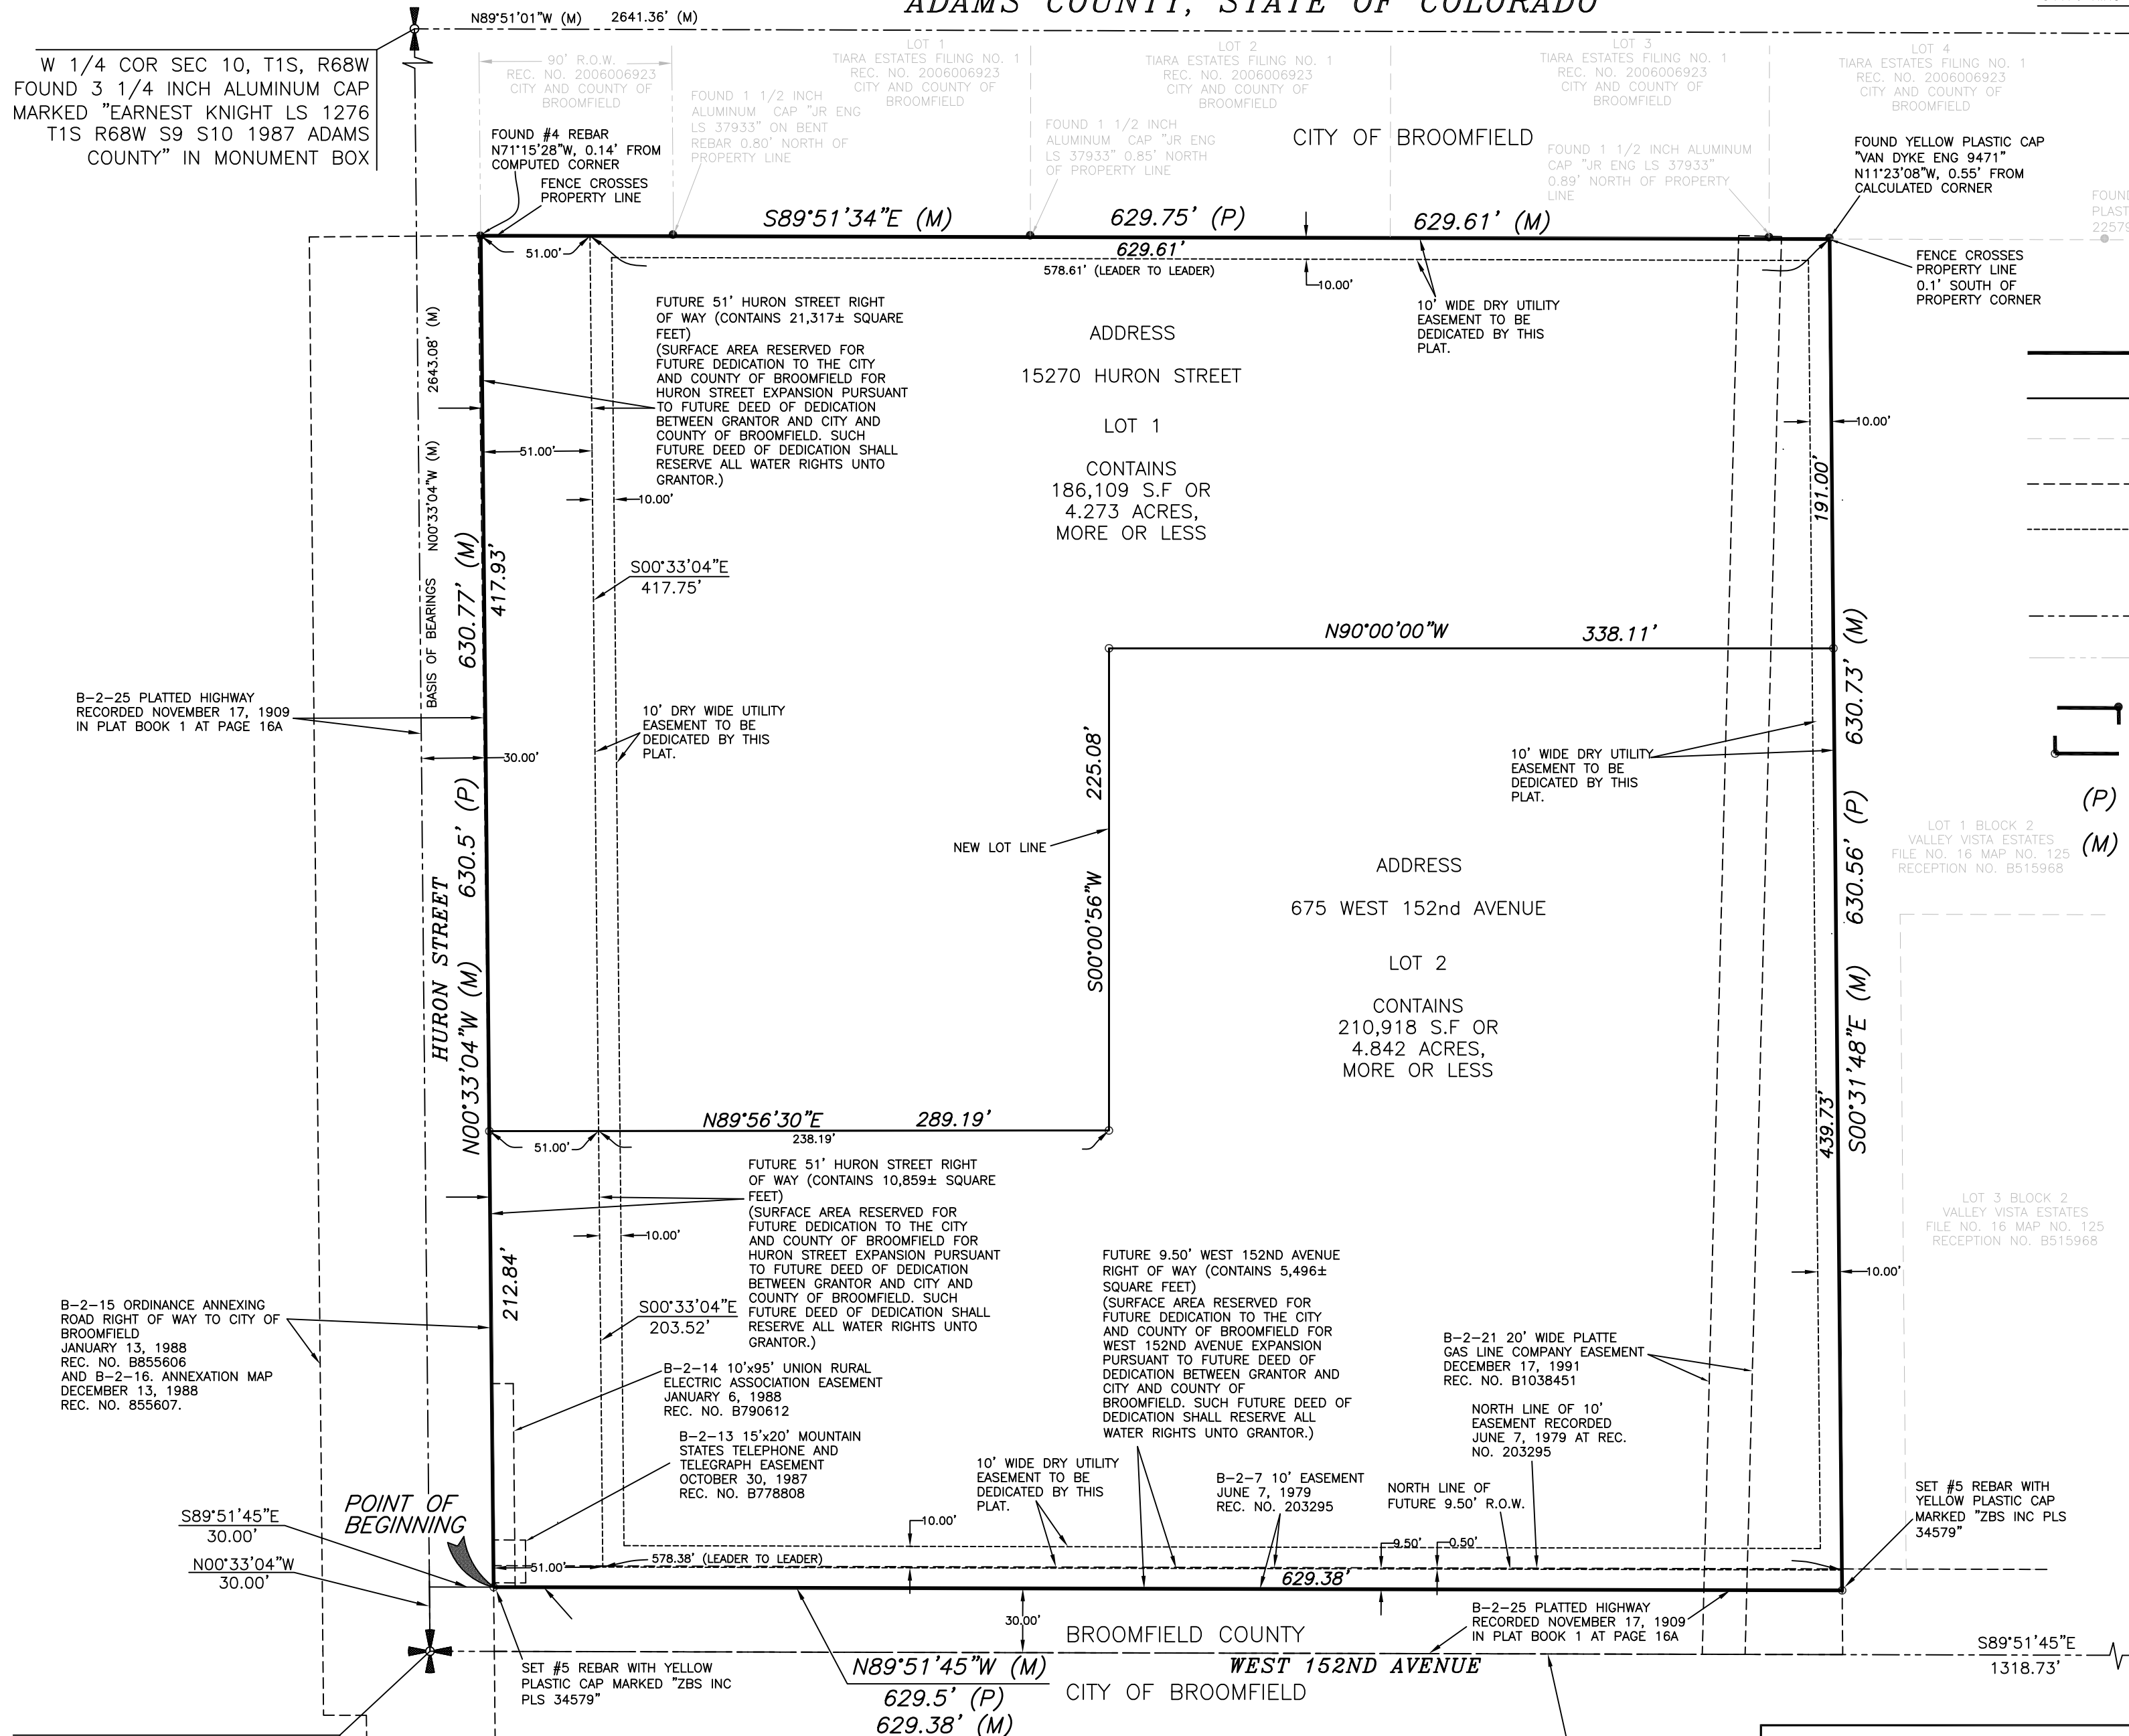 ADAMS COUNTY, STATE OF COLORADO
N89°51'01"W (M) 2641.36' (M)
W 1/4 COR SEC 10, T1S, R68W
FOUND 3 1/4 INCH ALUMINUM CAP
MARKED "EARNEST KNIGHT LS 1276
T1S R68W S9 S10 1987 ADAMS
COUNTY" IN MONUMENT BOX
90' R.O.W.
REC. NO. 2006006923
CITY AND COUNTY OF
BROOMFIELD
LOT 1
TIARA ESTATES FILING NO. 1
REC. NO. 2006006923
CITY AND COUNTY OF
BROOMFIELD
LOT 2
TIARA ESTATES FILING NO. 1
REC. NO. 2006006923
CITY AND COUNTY OF
BROOMFIELD
LOT 3
TIARA ESTATES FILING NO. 1
REC. NO. 2006006923
CITY AND COUNTY OF
BROOMFIELD
LOT 4
TIARA ESTATES FILING NO. 1
REC. NO. 2006006923
CITY AND COUNTY OF
BROOMFIELD
FOUND 1 1/2 INCH
ALUMINUM CAP "JR ENG
LS 37933" ON BENT
REBAR 0.80' NORTH OF
PROPERTY LINE
FOUND 1 1/2 INCH
ALUMINUM CAP "JR ENG
LS 37933" 0.85' NORTH
OF PROPERTY LINE
CITY OF BROOMFIELD
FOUND 1 1/2 INCH ALUMINUM
CAP "JR ENG LS 37933"
0.89' NORTH OF PROPERTY
LINE
FOUND #4 REBAR
N71°15'28"W, 0.14' FROM
COMPUTED CORNER
FENCE CROSSES
PROPERTY LINE
FOUND YELLOW PLASTIC CAP
"VAN DYKE ENG 9471"
N11°23'08"W, 0.55' FROM
CALCULATED CORNER
FENCE CROSSES
PROPERTY LINE
0.1' SOUTH OF
PROPERTY CORNER
S89°51'34"E (M) 629.75' (P) 629.61' (M)
51.00'
629.61'
578.61' (LEADER TO LEADER)
10.00'
10' WIDE DRY UTILITY
EASEMENT TO BE
DEDICATED BY THIS
PLAT.
FUTURE 51' HURON STREET RIGHT
OF WAY (CONTAINS 21,317± SQUARE
FEET)
(SURFACE AREA RESERVED FOR
FUTURE DEDICATION TO THE CITY
AND COUNTY OF BROOMFIELD FOR
HURON STREET EXPANSION PURSUANT
TO FUTURE DEED OF DEDICATION
BETWEEN GRANTOR AND CITY AND
COUNTY OF BROOMFIELD. SUCH
FUTURE DEED OF DEDICATION SHALL
RESERVE ALL WATER RIGHTS UNTO
GRANTOR.)
51.00'
10.00'
ADDRESS
15270 HURON STREET
LOT 1
CONTAINS
186,109 S.F OR
4.273 ACRES,
MORE OR LESS
10.00'
191.00'
2643.08' (M)
N00°33'04"W (M)
BASIS OF BEARINGS
630.77' (M)
417.93'
S00°33'04"E
417.75'
N90°00'00"W 338.11'
630.73' (M)
B-2-25 PLATTED HIGHWAY
RECORDED NOVEMBER 17, 1909
IN PLAT BOOK 1 AT PAGE 16A
30.00'
10' DRY WIDE UTILITY
EASEMENT TO BE
DEDICATED BY THIS
PLAT.
225.08'
NEW LOT LINE
S00°00'56"W
10' WIDE DRY UTILITY
EASEMENT TO BE
DEDICATED BY THIS
PLAT.
(P)
(M)
LOT 1 BLOCK 2
VALLEY VISTA ESTATES
FILE NO. 16 MAP NO. 125
RECEPTION NO. B515968
630.5' (P)
630.56' (P)
HURON STREET
N00°33'04"W (M)
ADDRESS
675 WEST 152nd AVENUE
LOT 2
CONTAINS
210,918 S.F OR
4.842 ACRES,
MORE OR LESS
S00°31'48"E (M)
439.73'
N89°56'30"E 289.19'
238.19'
51.00'
FUTURE 51' HURON STREET RIGHT
OF WAY (CONTAINS 10,859± SQUARE
FEET)
(SURFACE AREA RESERVED FOR
FUTURE DEDICATION TO THE CITY
AND COUNTY OF BROOMFIELD FOR
HURON STREET EXPANSION PURSUANT
TO FUTURE DEED OF DEDICATION
BETWEEN GRANTOR AND CITY AND
COUNTY OF BROOMFIELD. SUCH
FUTURE DEED OF DEDICATION SHALL
RESERVE ALL WATER RIGHTS UNTO
GRANTOR.)
10.00'
212.84'
S00°33'04"E
203.52'
LOT 3 BLOCK 2
VALLEY VISTA ESTATES
FILE NO. 16 MAP NO. 125
RECEPTION NO. B515968
10.00'
FUTURE 9.50' WEST 152ND AVENUE
RIGHT OF WAY (CONTAINS 5,496±
SQUARE FEET)
(SURFACE AREA RESERVED FOR
FUTURE DEDICATION TO THE CITY
AND COUNTY OF BROOMFIELD FOR
WEST 152ND AVENUE EXPANSION
PURSUANT TO FUTURE DEED OF
DEDICATION BETWEEN GRANTOR AND
CITY AND COUNTY OF
BROOMFIELD. SUCH FUTURE DEED OF
DEDICATION SHALL RESERVE ALL
WATER RIGHTS UNTO GRANTOR.)
B-2-15 ORDINANCE ANNEXING
ROAD RIGHT OF WAY TO CITY OF
BROOMFIELD
JANUARY 13, 1988
REC. NO. B855606
AND B-2-16. ANNEXATION MAP
DECEMBER 13, 1988
REC. NO. 855607.
B-2-14 10'x95' UNION RURAL
ELECTRIC ASSOCIATION EASEMENT
JANUARY 6, 1988
REC. NO. B790612
B-2-13 15'x20' MOUNTAIN
STATES TELEPHONE AND
TELEGRAPH EASEMENT
OCTOBER 30, 1987
REC. NO. B778808
B-2-21 20' WIDE PLATTE
GAS LINE COMPANY EASEMENT
DECEMBER 17, 1991
REC. NO. B1038451
NORTH LINE OF 10'
EASEMENT RECORDED
JUNE 7, 1979 AT REC.
NO. 203295
10' WIDE DRY UTILITY
EASEMENT TO BE
DEDICATED BY THIS
PLAT.
B-2-7 10' EASEMENT
JUNE 7, 1979
REC. NO. 203295
NORTH LINE OF
FUTURE 9.50' R.O.W.
SET #5 REBAR WITH
YELLOW PLASTIC CAP
MARKED "ZBS INC PLS
34579"
POINT OF
BEGINNING
S89°51'45"E
30.00'
N00°33'04"W
30.00'
10.00'
9.50'
0.50'
51.00'
578.38' (LEADER TO LEADER)
629.38'
30.00'
B-2-25 PLATTED HIGHWAY
RECORDED NOVEMBER 17, 1909
IN PLAT BOOK 1 AT PAGE 16A
BROOMFIELD COUNTY
WEST 152ND AVENUE
CITY OF BROOMFIELD
SET #5 REBAR WITH YELLOW
PLASTIC CAP MARKED "ZBS INC
PLS 34579"
N89°51'45"W (M)
629.5' (P)
629.38' (M)
S89°51'45"E
1318.73'